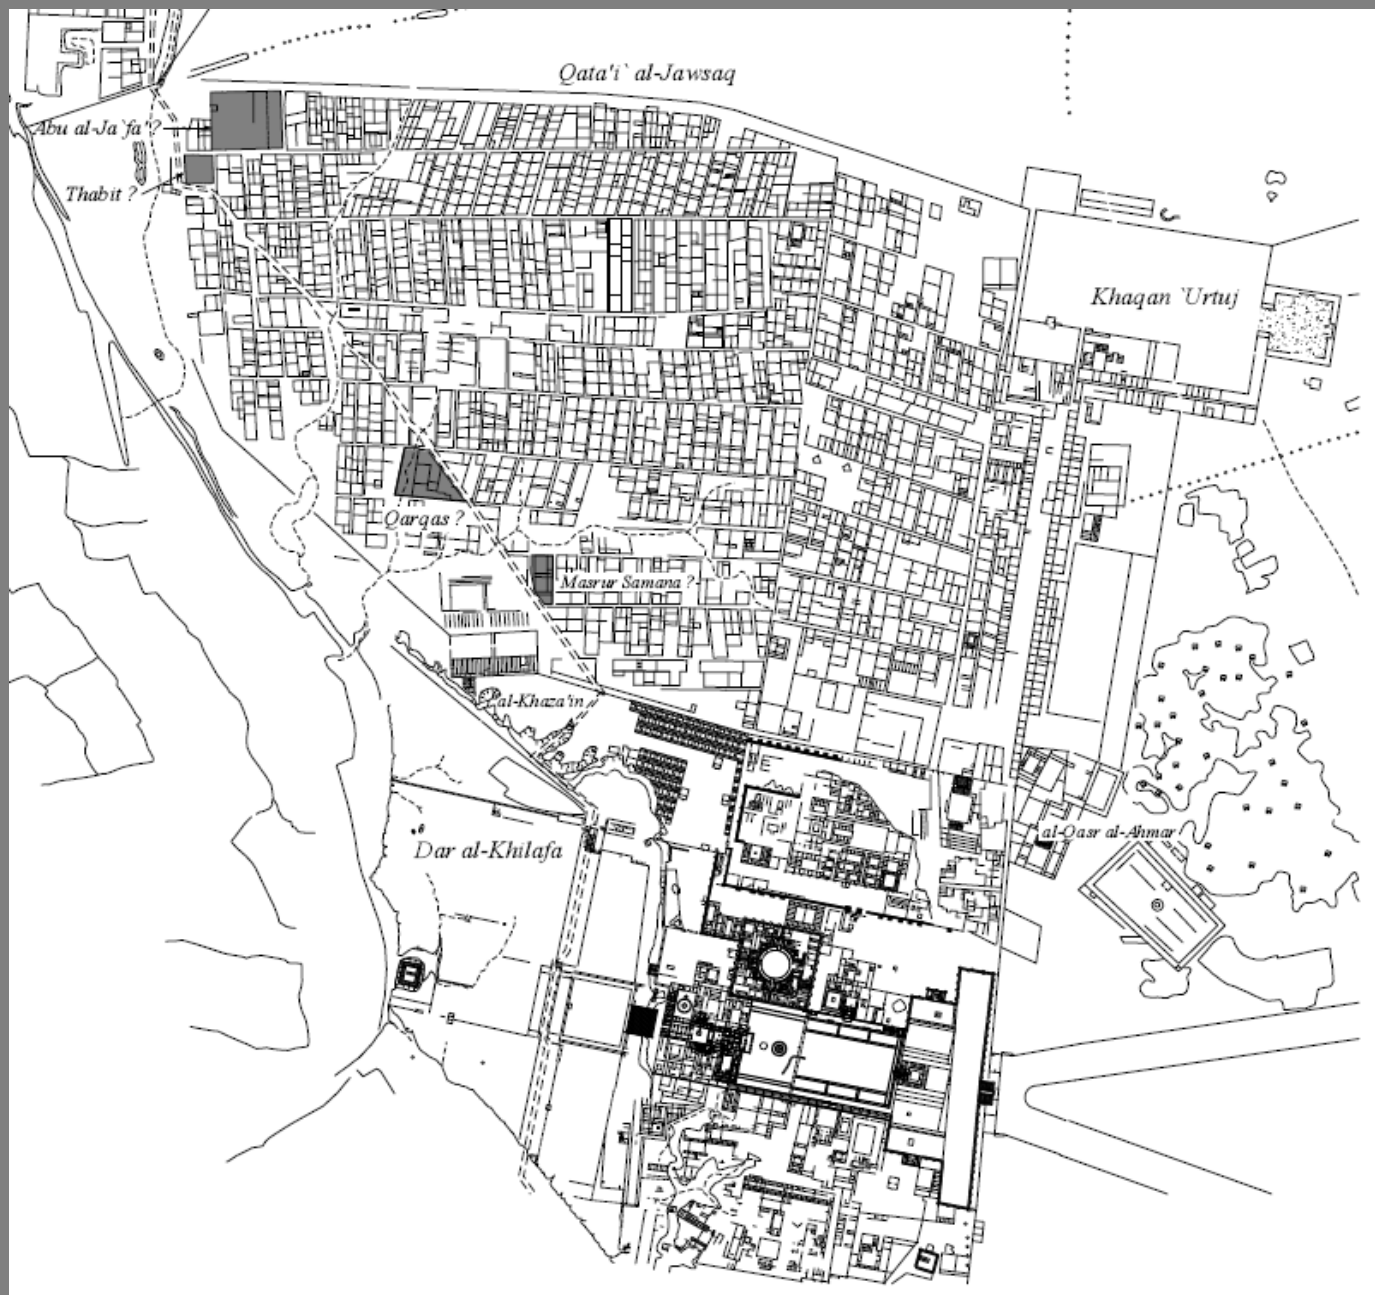 Qata'i` al-Jawsaq
Abu al-Ja`fa'?
Thabit ?
Khaqan `Urtuj
Qarqas ?
Masrur Samana ?
al-Khaza'in
al-Qasr al-Ahmar
Dar al-Khilafa